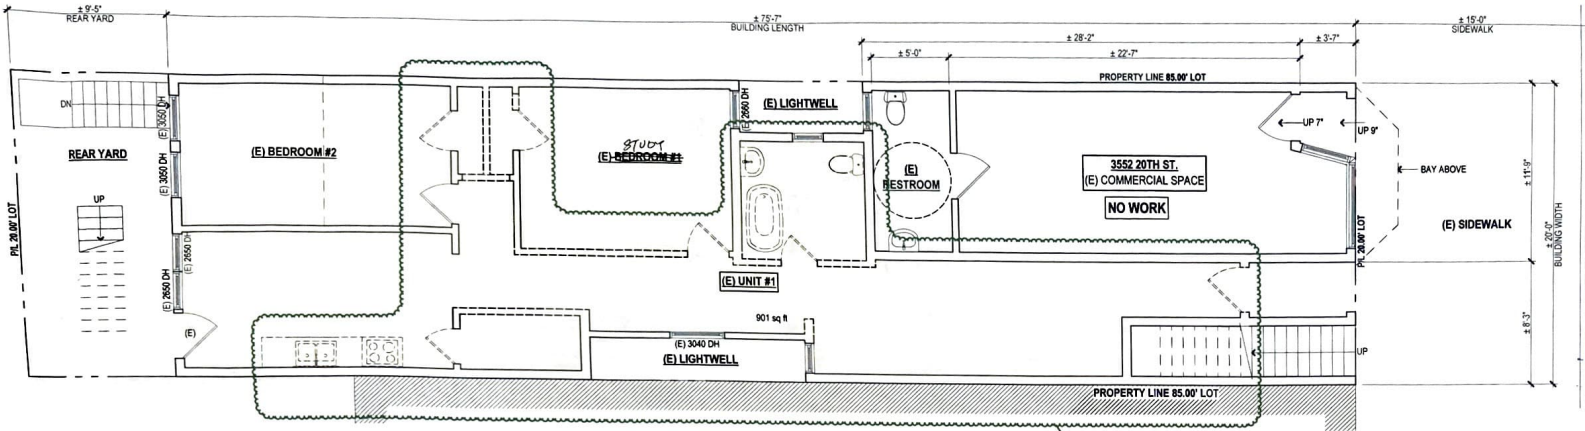 ± 9'-5"
REAR YARD
± 75'-7"
BUILDING LENGTH
± 15'-0"
SIDEWALK
± 28'-2"
± 3'-7"
± 5'-0"
± 22'-7"
PROPERTY LINE 85.00' LOT
DN
(E) 3050 DH
(E) 2660 DH
(E) LIGHTWELL
UP 7"
UP 9"
REAR YARD
(E) BEDROOM #2
STUDY
(E) BEDROOM #1
(E)
RESTROOM
3552 20TH ST.
(E) COMMERCIAL SPACE
NO WORK
BAY ABOVE
± 11'-9"
(E) 3050 DH
UP
P/L 20.00' LOT
(E) 2650 DH
(E) 2650 DH
(E) UNIT #1
901 sq ft
P/L 20.00' LOT
(E) SIDEWALK
± 20'-0"
BUILDING WIDTH
(E)
(E) 3040 DH
(E) LIGHTWELL
UP
± 8'-3"
PROPERTY LINE 85.00' LOT